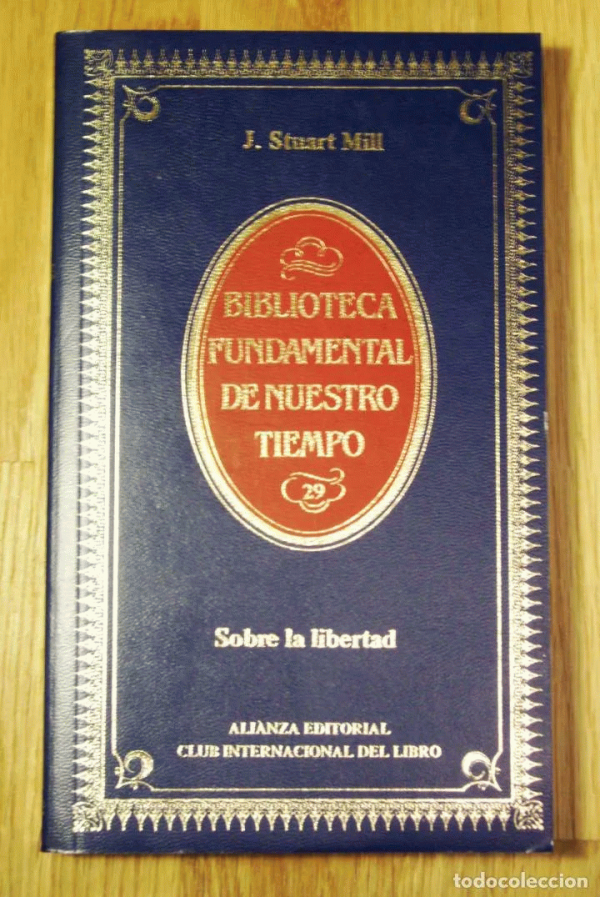 J. Stuart Mill
BIBLIOTECA
FUNDAMENTAL
DE NUESTRO
TIEMPO
29
Sobre la libertad
ALIANZA EDITORIAL
CLUB INTERNACIONAL DEL LIBRO
todocoleccion